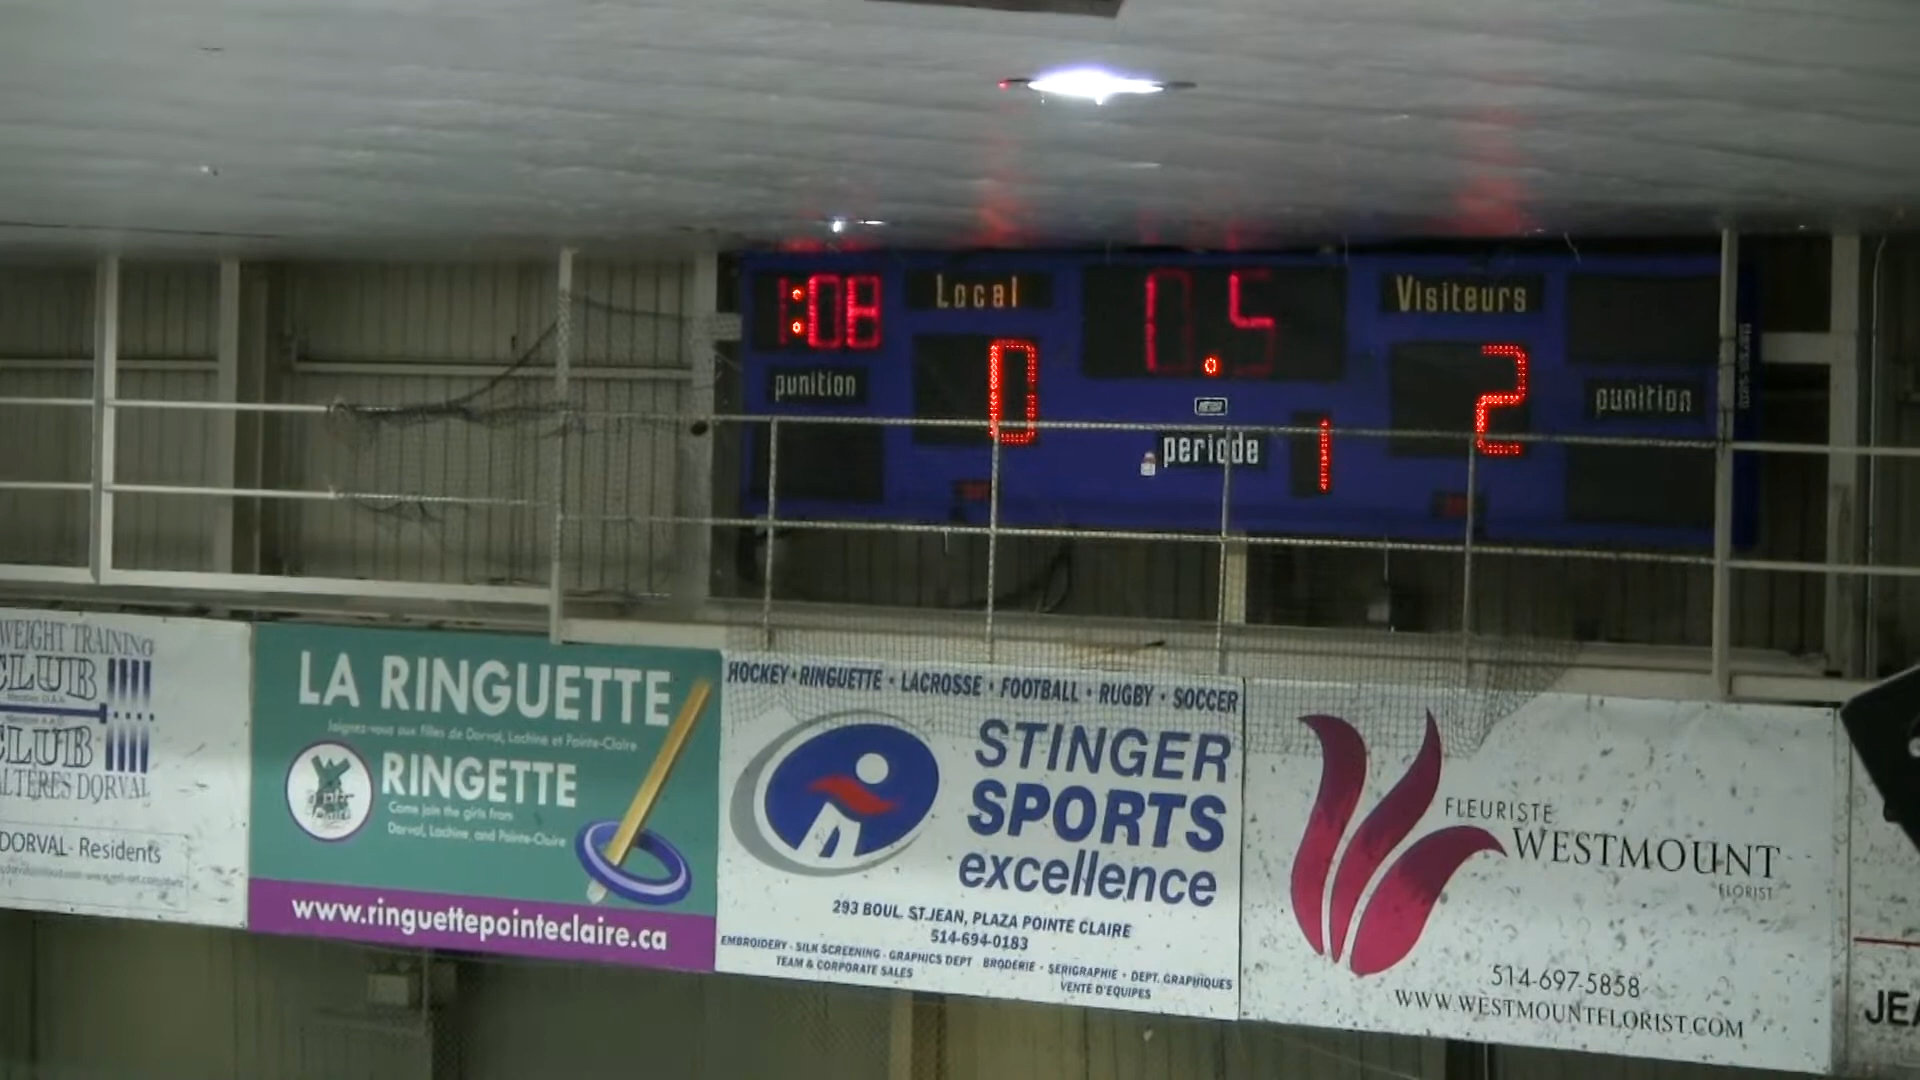 1:08
Local
0.5
Visiteurs
punition
0
2
punition
periode
1
WEIGHT TRAINING
CLUB
CLUB
DORVAL
DORVAL- Residents
LA RINGUETTE
Joignez-vous aux filles de Dorval, Lachine et Pointe-Claire
RINGETTE
Come join the girls from
Dorval, Lachine and Pointe-Claire
www.ringuettepointeclaire.ca
HOCKEY • RINGUETTE • LACROSSE • FOOTBALL • RUGBY • SOCCER
STINGER
SPORTS
excellence
293 BOUL. ST.JEAN, PLAZA POINTE CLAIRE
514-694-0183
EMBROIDERY - SILK SCREENING - GRAPHICS DEPT
TEAM & CORPORATE SALES
BRODERIE - SERIGRAPHIE - DEPT. GRAPHIQUES
VENTE D'EQUIPES
FLEURISTE
WESTMOUNT
FLORIST
514-697-5858
WWW.WESTMOUNTFLORIST.COM
JEA